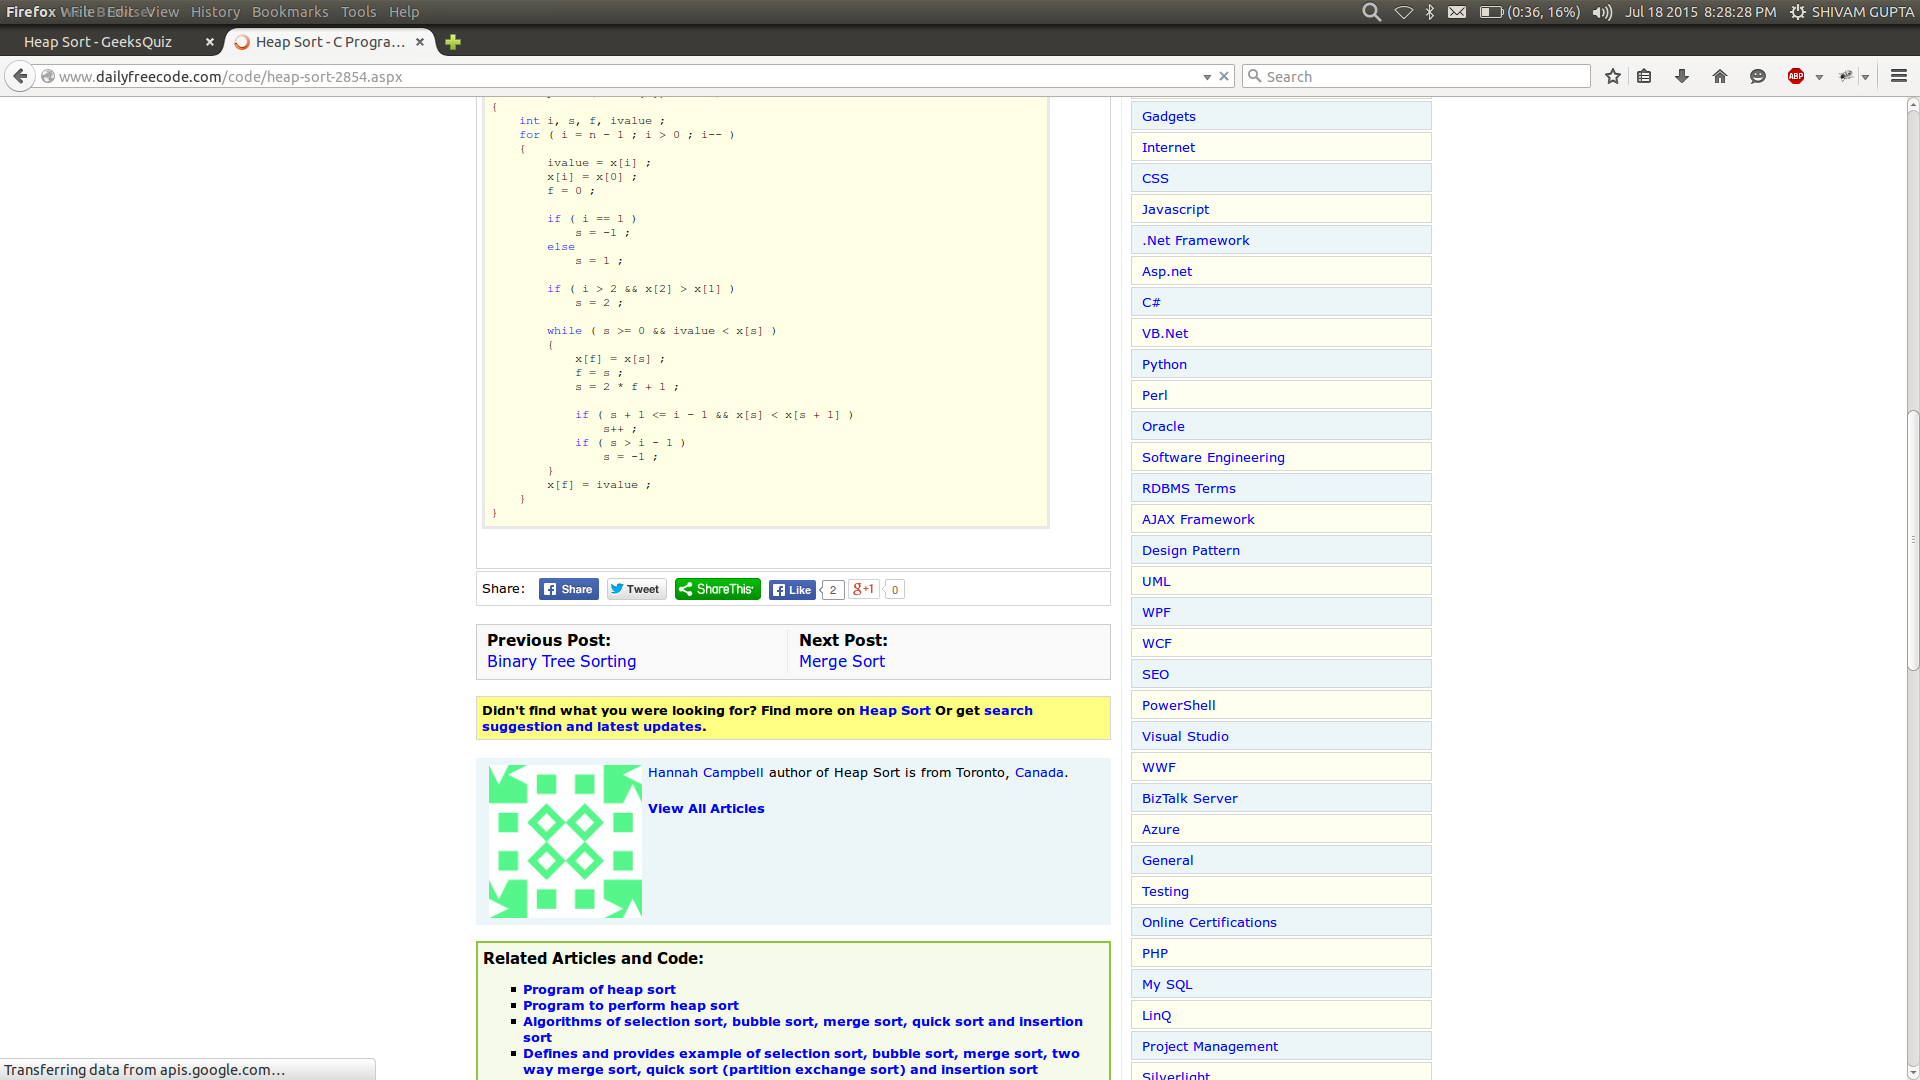 Firefox Web Browser File Edit View History Bookmarks Tools Help
(0:36, 16%) Jul 18 2015 8:28:28 PM SHIVAM GUPTA
Heap Sort - GeeksQuiz
Heap Sort - C Progra...
www.dailyfreecode.com/code/heap-sort-2854.aspx
Search
ABP
{
int i, s, f, ivalue ;
for ( i = n - 1 ; i > 0 ; i-- )
{
ivalue = x[i] ;
x[i] = x[0] ;
f = 0 ;
if ( i == 1 )
s = -1 ;
else
s = 1 ;
if ( i > 2 && x[2] > x[1] )
s = 2 ;
while ( s >= 0 && ivalue < x[s] )
{
x[f] = x[s] ;
f = s ;
s = 2 * f + 1 ;
if ( s + 1 <= i - 1 && x[s] < x[s + 1] )
s++ ;
if ( s > i - 1 )
s = -1 ;
}
x[f] = ivalue ;
}
}
Share: Share Tweet ShareThis Like 2 g+1 0
Previous Post:
Binary Tree Sorting
Next Post:
Merge Sort
Didn't find what you were looking for? Find more on Heap Sort Or get search
suggestion and latest updates.
Hannah Campbell author of Heap Sort is from Toronto, Canada.
View All Articles
Related Articles and Code:
Program of heap sort
Program to perform heap sort
Algorithms of selection sort, bubble sort, merge sort, quick sort and insertion
sort
Defines and provides example of selection sort, bubble sort, merge sort, two
way merge sort, quick sort (partition exchange sort) and insertion sort
Gadgets
Internet
CSS
Javascript
.Net Framework
Asp.net
C#
VB.Net
Python
Perl
Oracle
Software Engineering
RDBMS Terms
AJAX Framework
Design Pattern
UML
WPF
WCF
SEO
PowerShell
Visual Studio
WWF
BizTalk Server
Azure
General
Testing
Online Certifications
PHP
My SQL
LinQ
Project Management
Silverlight
Transferring data from apis.google.com...